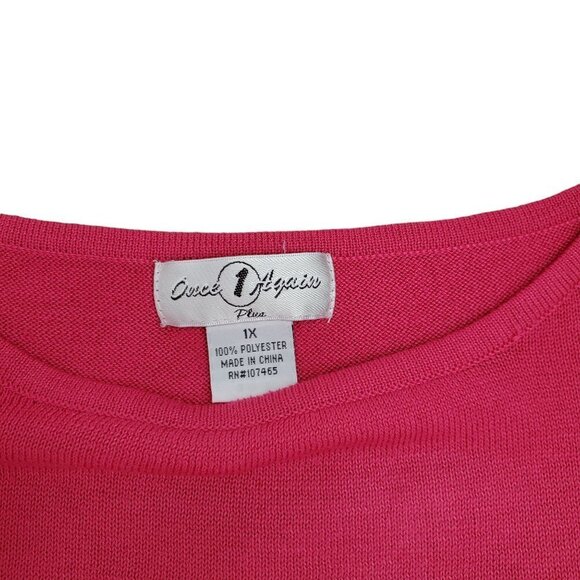 Once 1 Again
Plus
1X
100% POLYESTER
MADE IN CHINA
RN#107465